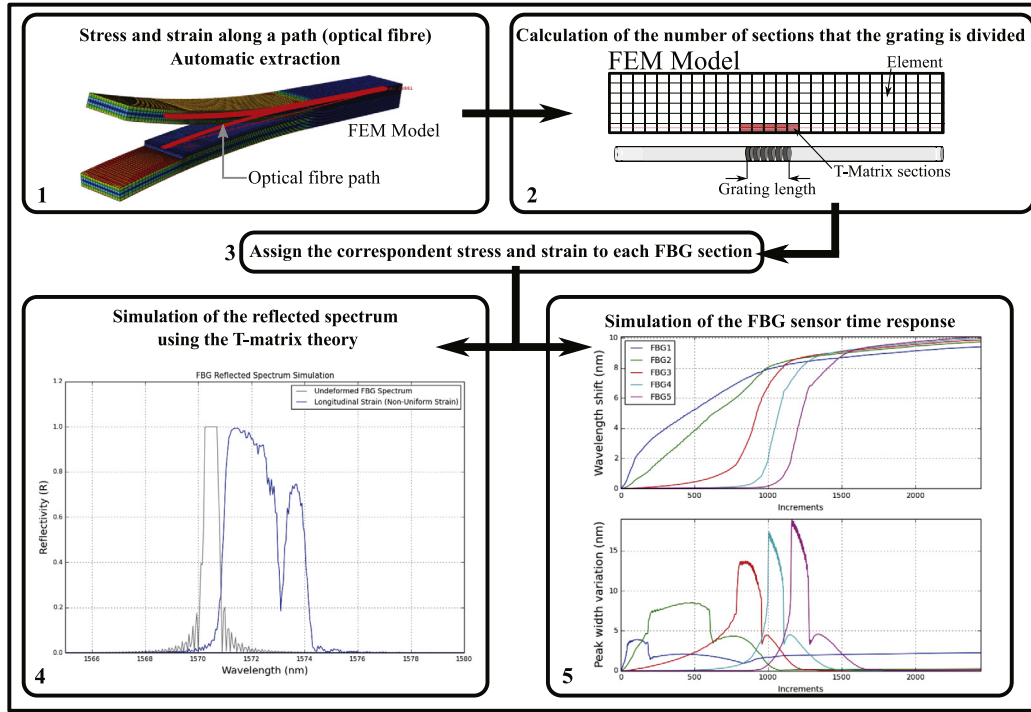 Stress and strain along a path (optical fibre)
Automatic extraction
FEM Model
Optical fibre path
1
Calculation of the number of sections that the grating is divided
FEM Model
Element
T-Matrix sections
Grating length
2
3 Assign the correspondent stress and strain to each FBG section
Simulation of the reflected spectrum
using the T-matrix theory
FBG Reflected Spectrum Simulation
Undeformed FBG Spectrum
Longitudinal Strain (Non-Uniform Strain)
Reflectivity (R)
1.2
1.0
0.8
0.6
0.4
0.2
0.0
1566 1568 1570 1572 1574 1576 1578 1580
Wavelength (nm)
4
Simulation of the FBG sensor time response
Wavelength shift (nm)
10
8
6
4
2
0
FBG1
FBG2
FBG3
FBG4
FBG5
0 500 1000 1500 2000
Increments
Peak width variation (nm)
15
10
5
0
0 500 1000 1500 2000
Increments
5